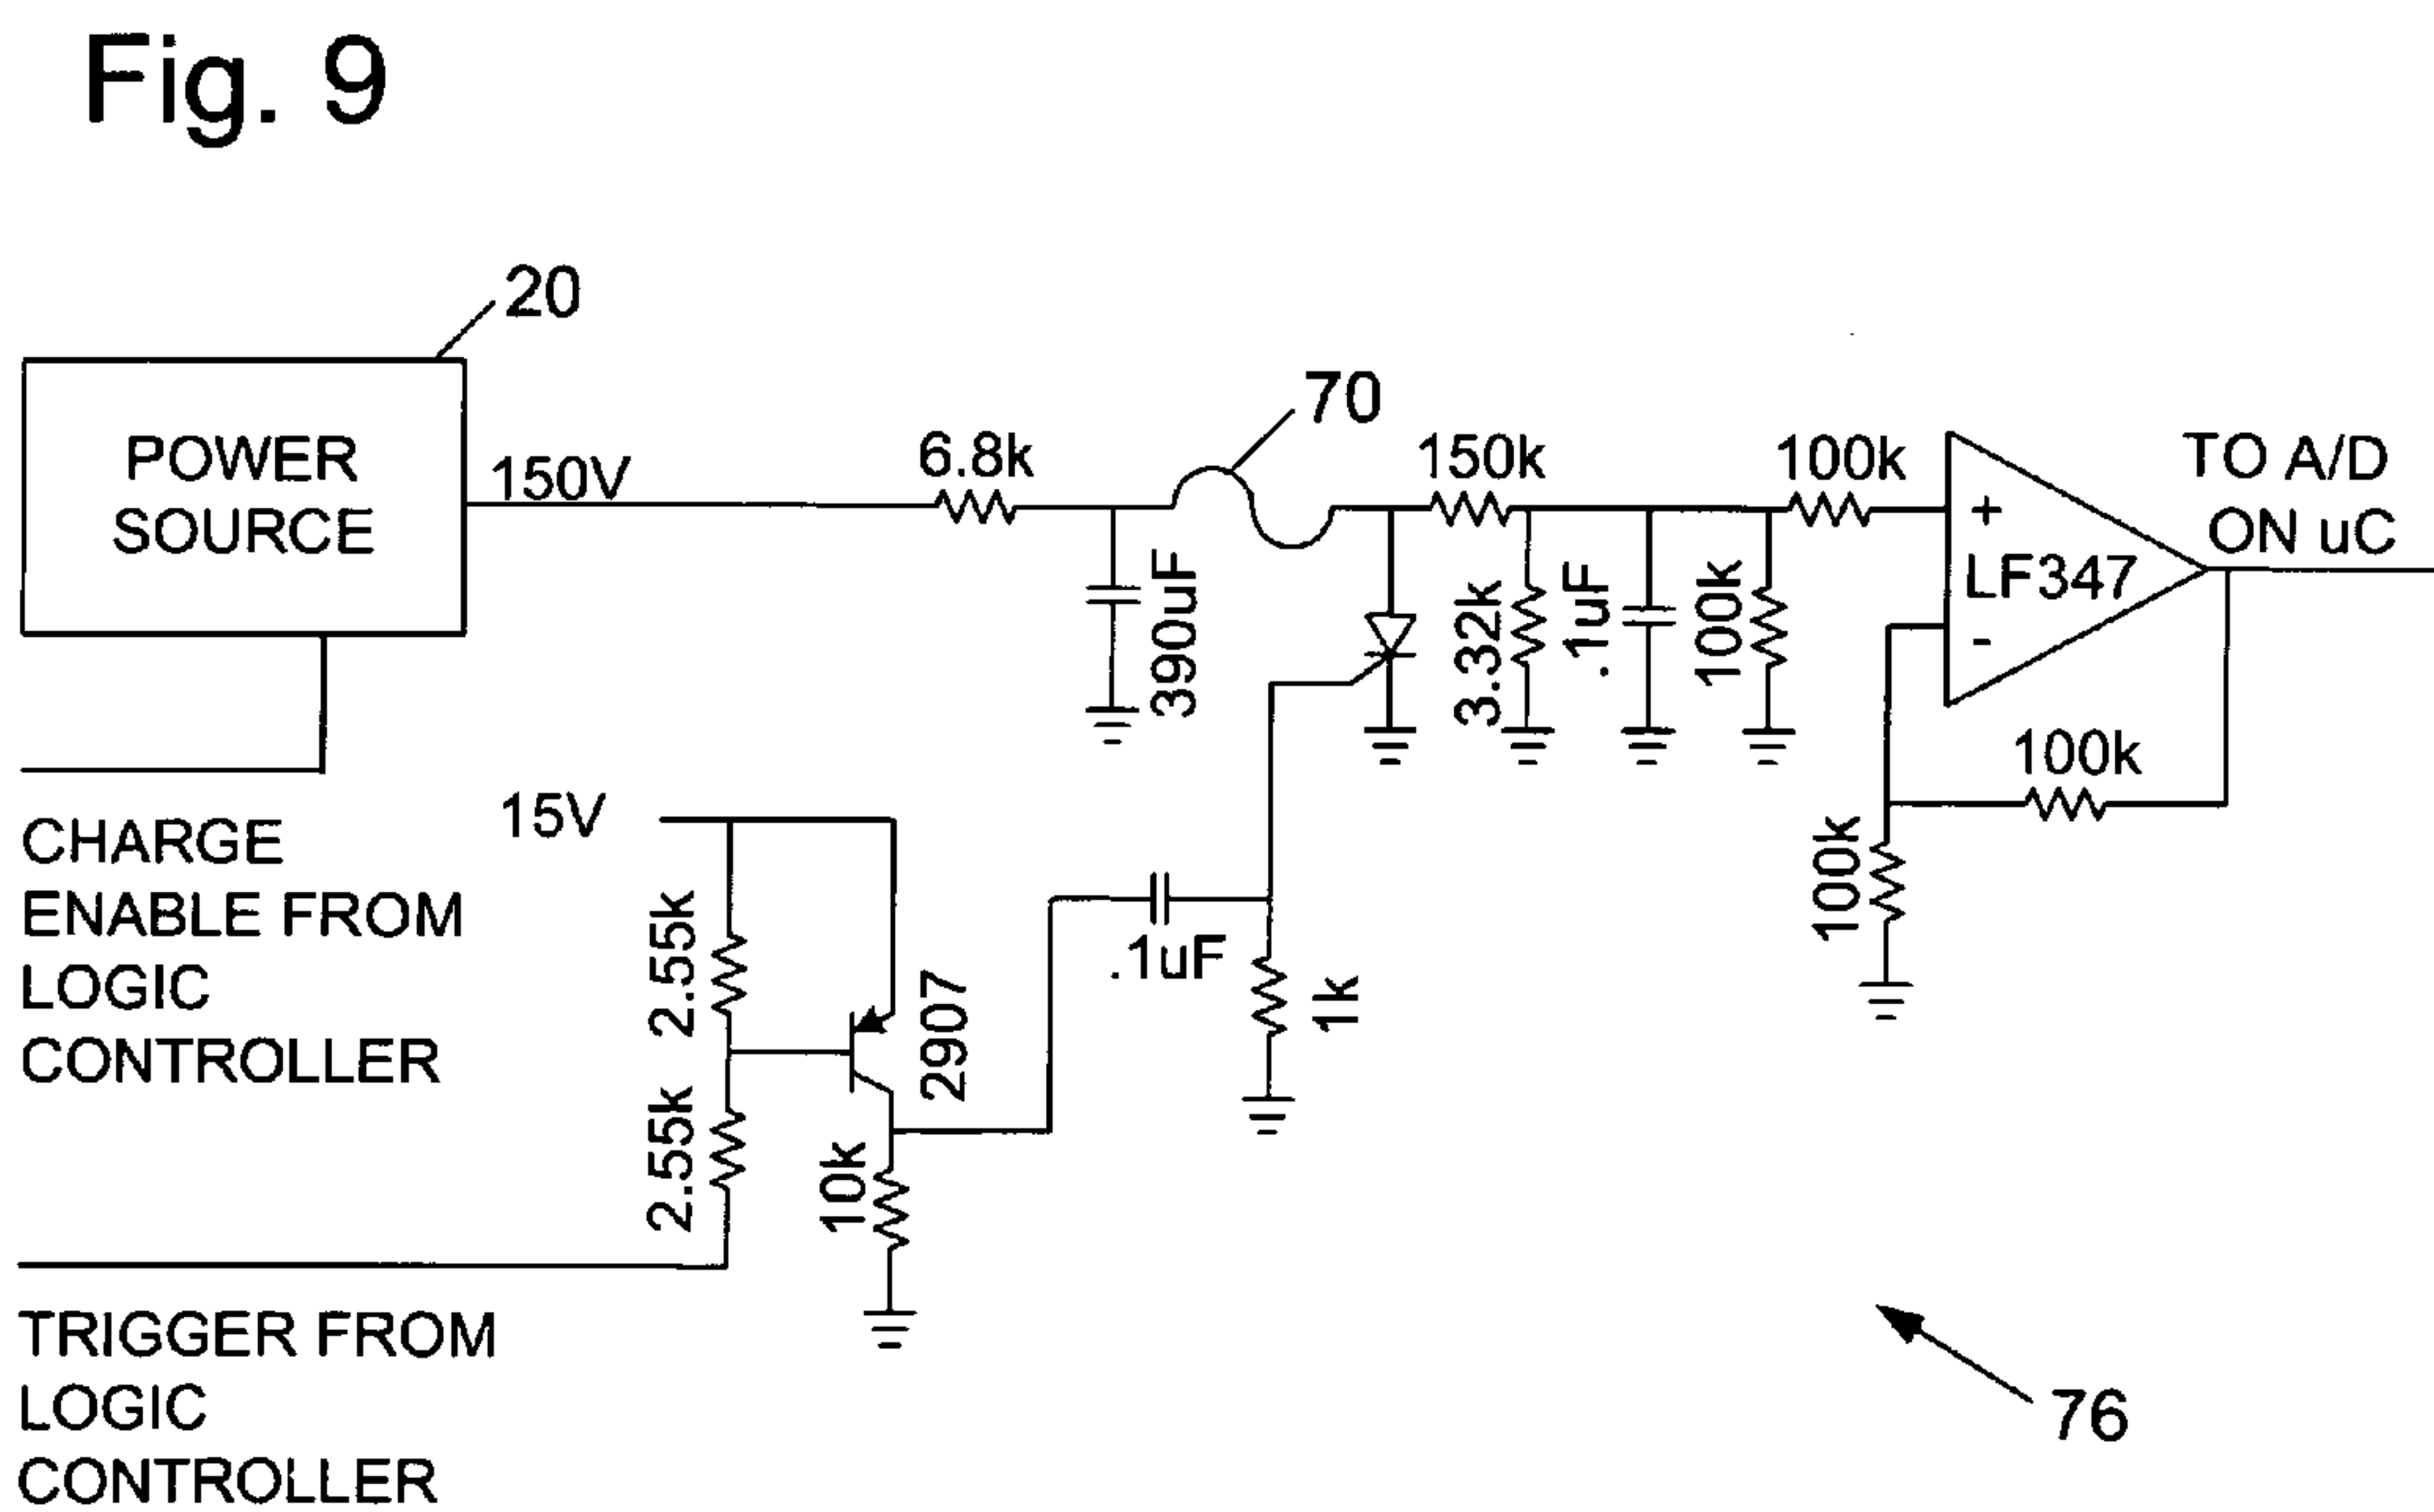 Fig. 9
20
POWER
SOURCE
150V
6.8k
390uF
70
150k
3.32k
.1uF
100k
100k
+
LF347
-
TO A/D
ON uC
100k
100k
CHARGE
ENABLE FROM
LOGIC
CONTROLLER
15V
2.55k
2.55k
2907
10k
.1uF
1k
TRIGGER FROM
LOGIC
CONTROLLER
76